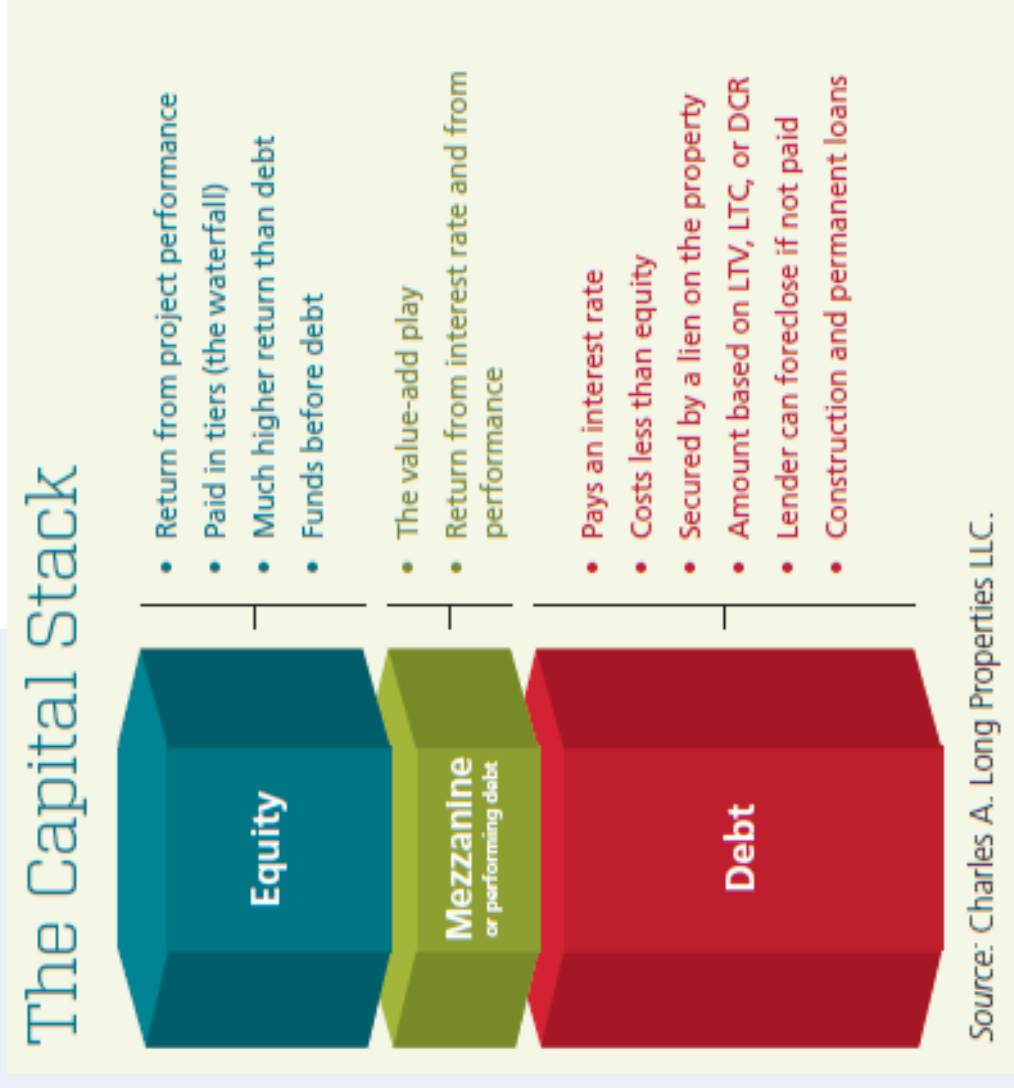 The Capital Stack
Equity
• Return from project performance
• Paid in tiers (the waterfall)
• Much higher return than debt
• Funds before debt
Mezzanine
or performing debt
• The value-add play
• Return from interest rate and from
performance
Debt
• Pays an interest rate
• Costs less than equity
• Secured by a lien on the property
• Amount based on LTV, LTC, or DCR
• Lender can foreclose if not paid
• Construction and permanent loans
Source: Charles A. Long Properties LLC.